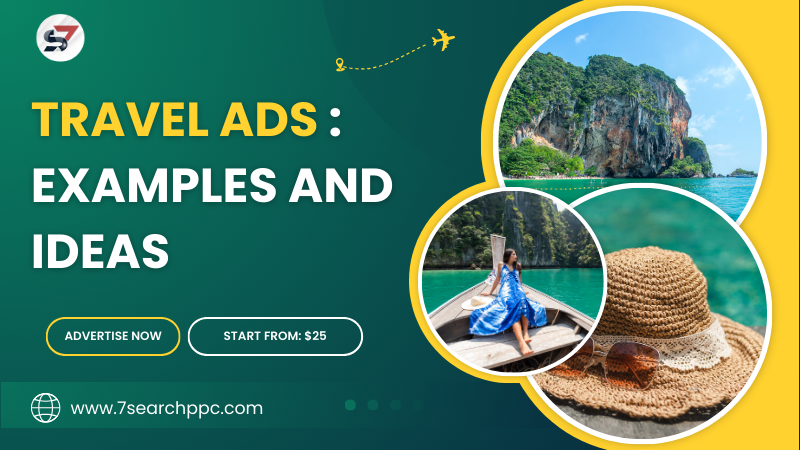 S7
TRAVEL ADS :
EXAMPLES AND
IDEAS
ADVERTISE NOW
START FROM: $25
www.7searchppc.com